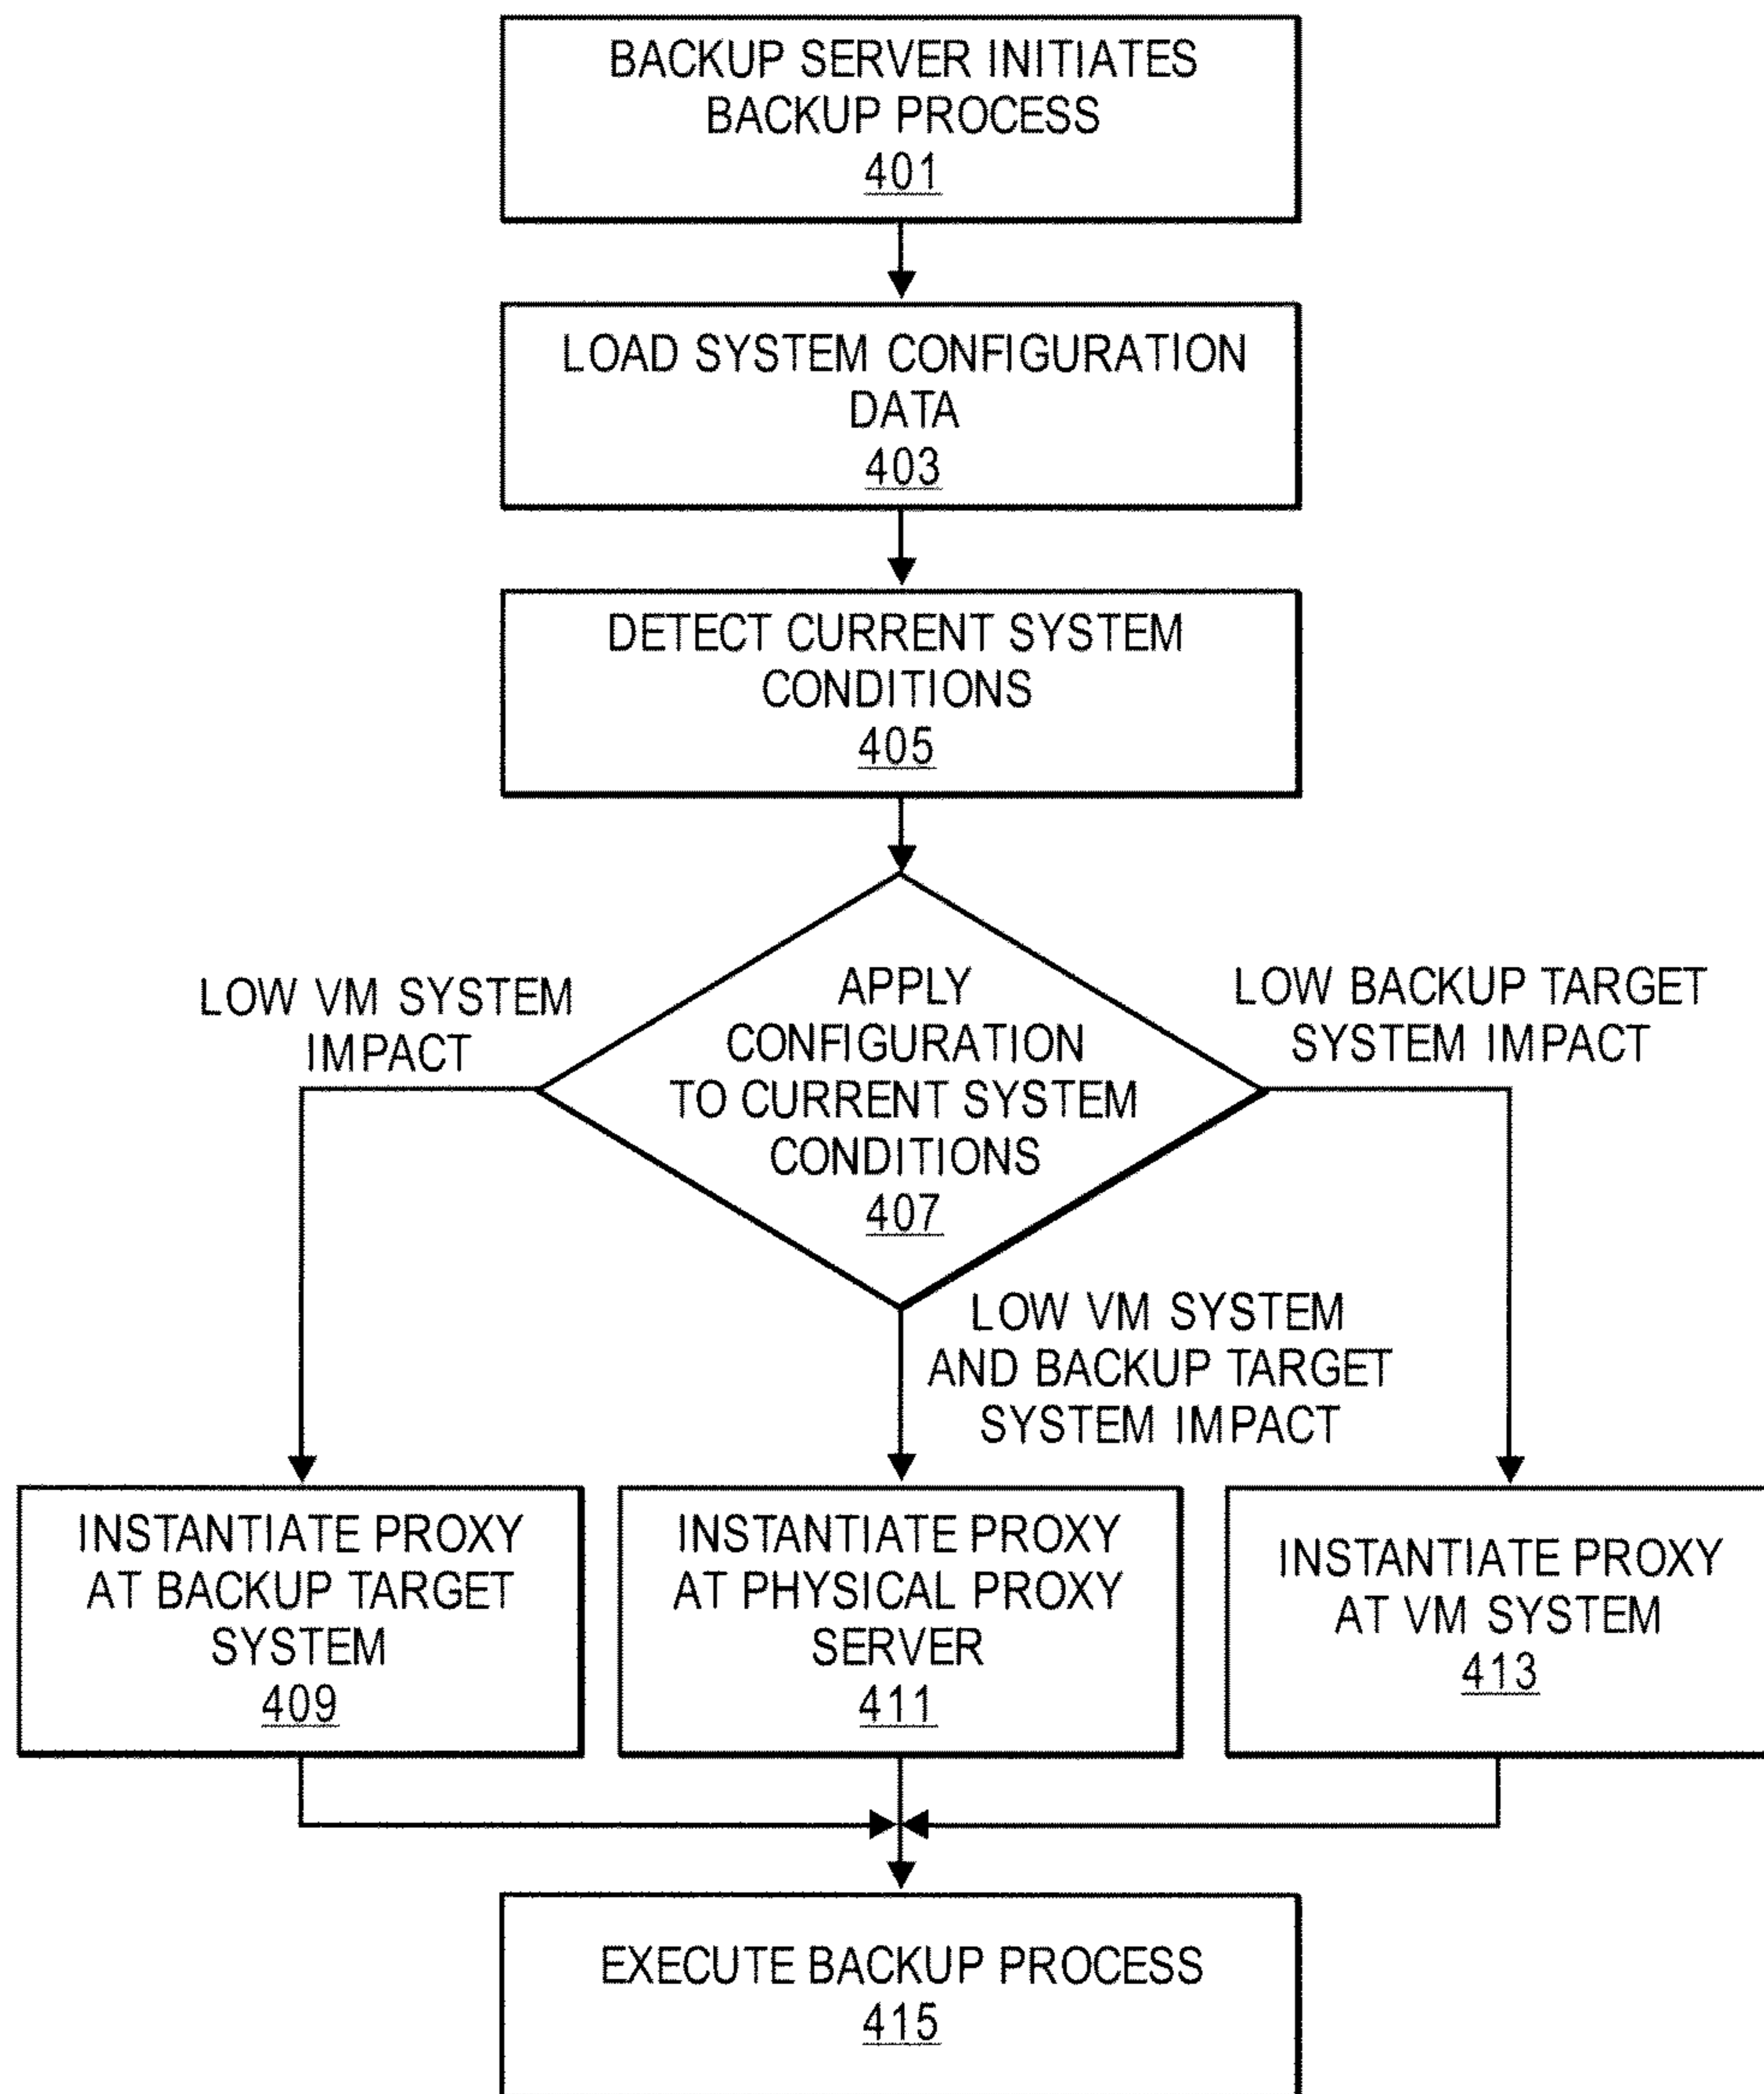 BACKUP SERVER INITIATES
BACKUP PROCESS
401
LOAD SYSTEM CONFIGURATION
DATA
403
DETECT CURRENT SYSTEM
CONDITIONS
405
LOW VM SYSTEM
IMPACT
APPLY
CONFIGURATION
TO CURRENT SYSTEM
CONDITIONS
407
LOW BACKUP TARGET
SYSTEM IMPACT
LOW VM SYSTEM
AND BACKUP TARGET
SYSTEM IMPACT
INSTANTIATE PROXY
AT BACKUP TARGET
SYSTEM
409
INSTANTIATE PROXY
AT PHYSICAL PROXY
SERVER
411
INSTANTIATE PROXY
AT VM SYSTEM
413
EXECUTE BACKUP PROCESS
415